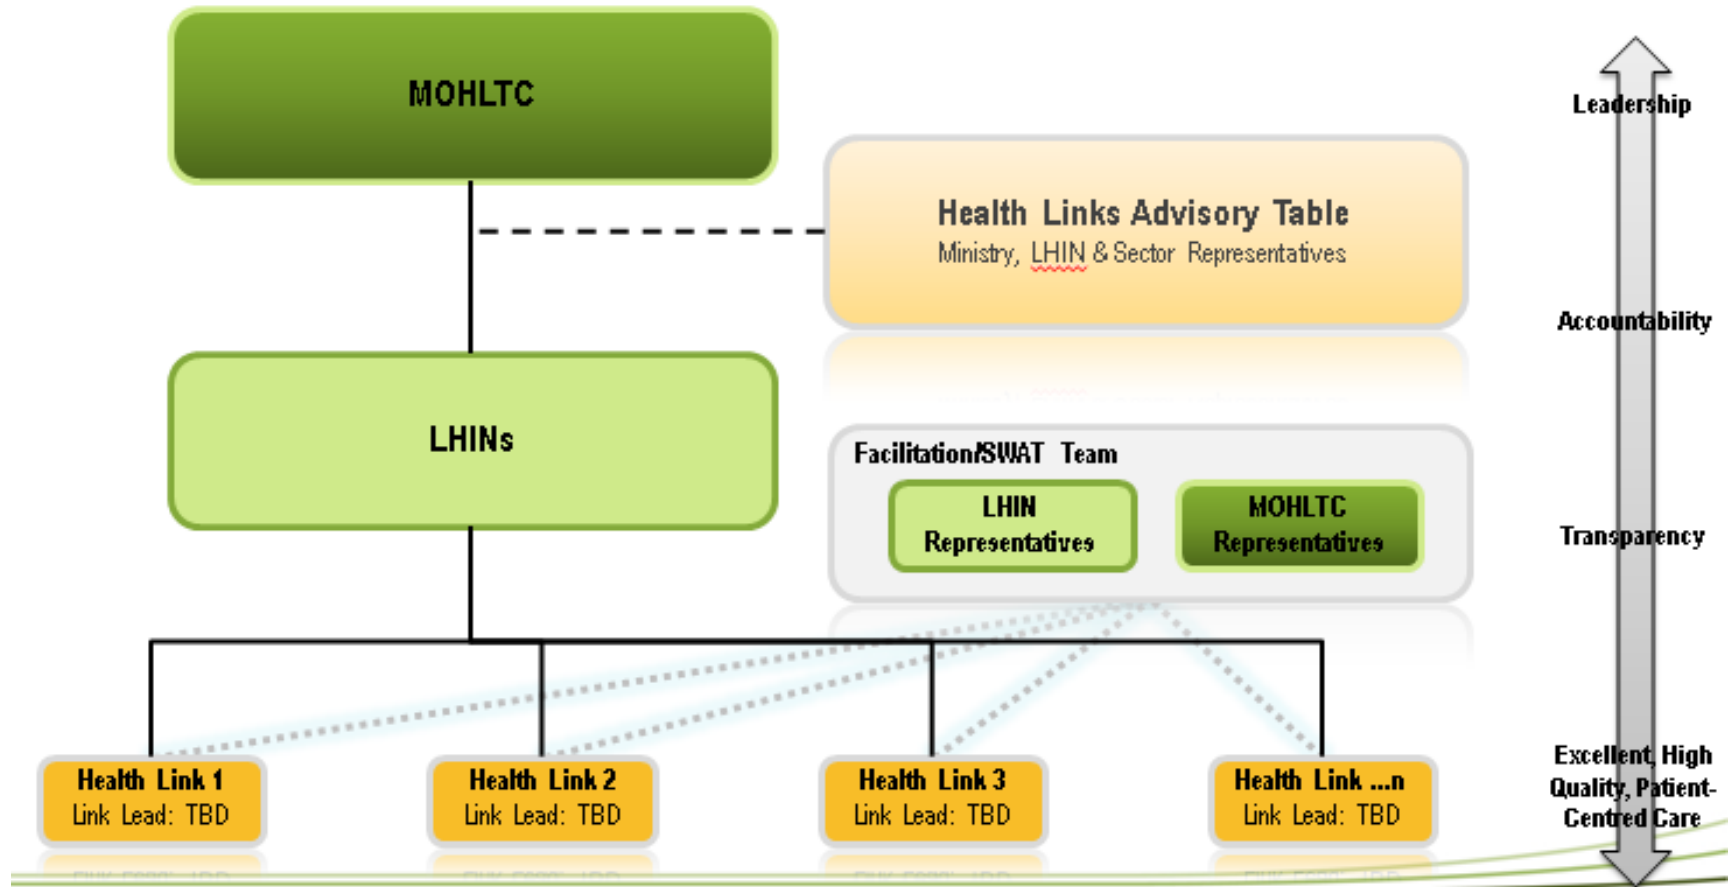 MOHLTC
Leadership
Health Links Advisory Table
Ministry, LHIN & Sector Representatives
Accountability
LHINs
Facilitation/SWAT Team
LHIN
Representatives
MOHLTC
Representatives
Transparency
Health Link 1
Link Lead: TBD
Health Link 2
Link Lead: TBD
Health Link 3
Link Lead: TBD
Health Link ...n
Link Lead: TBD
Excellent, High
Quality, Patient-
Centred Care